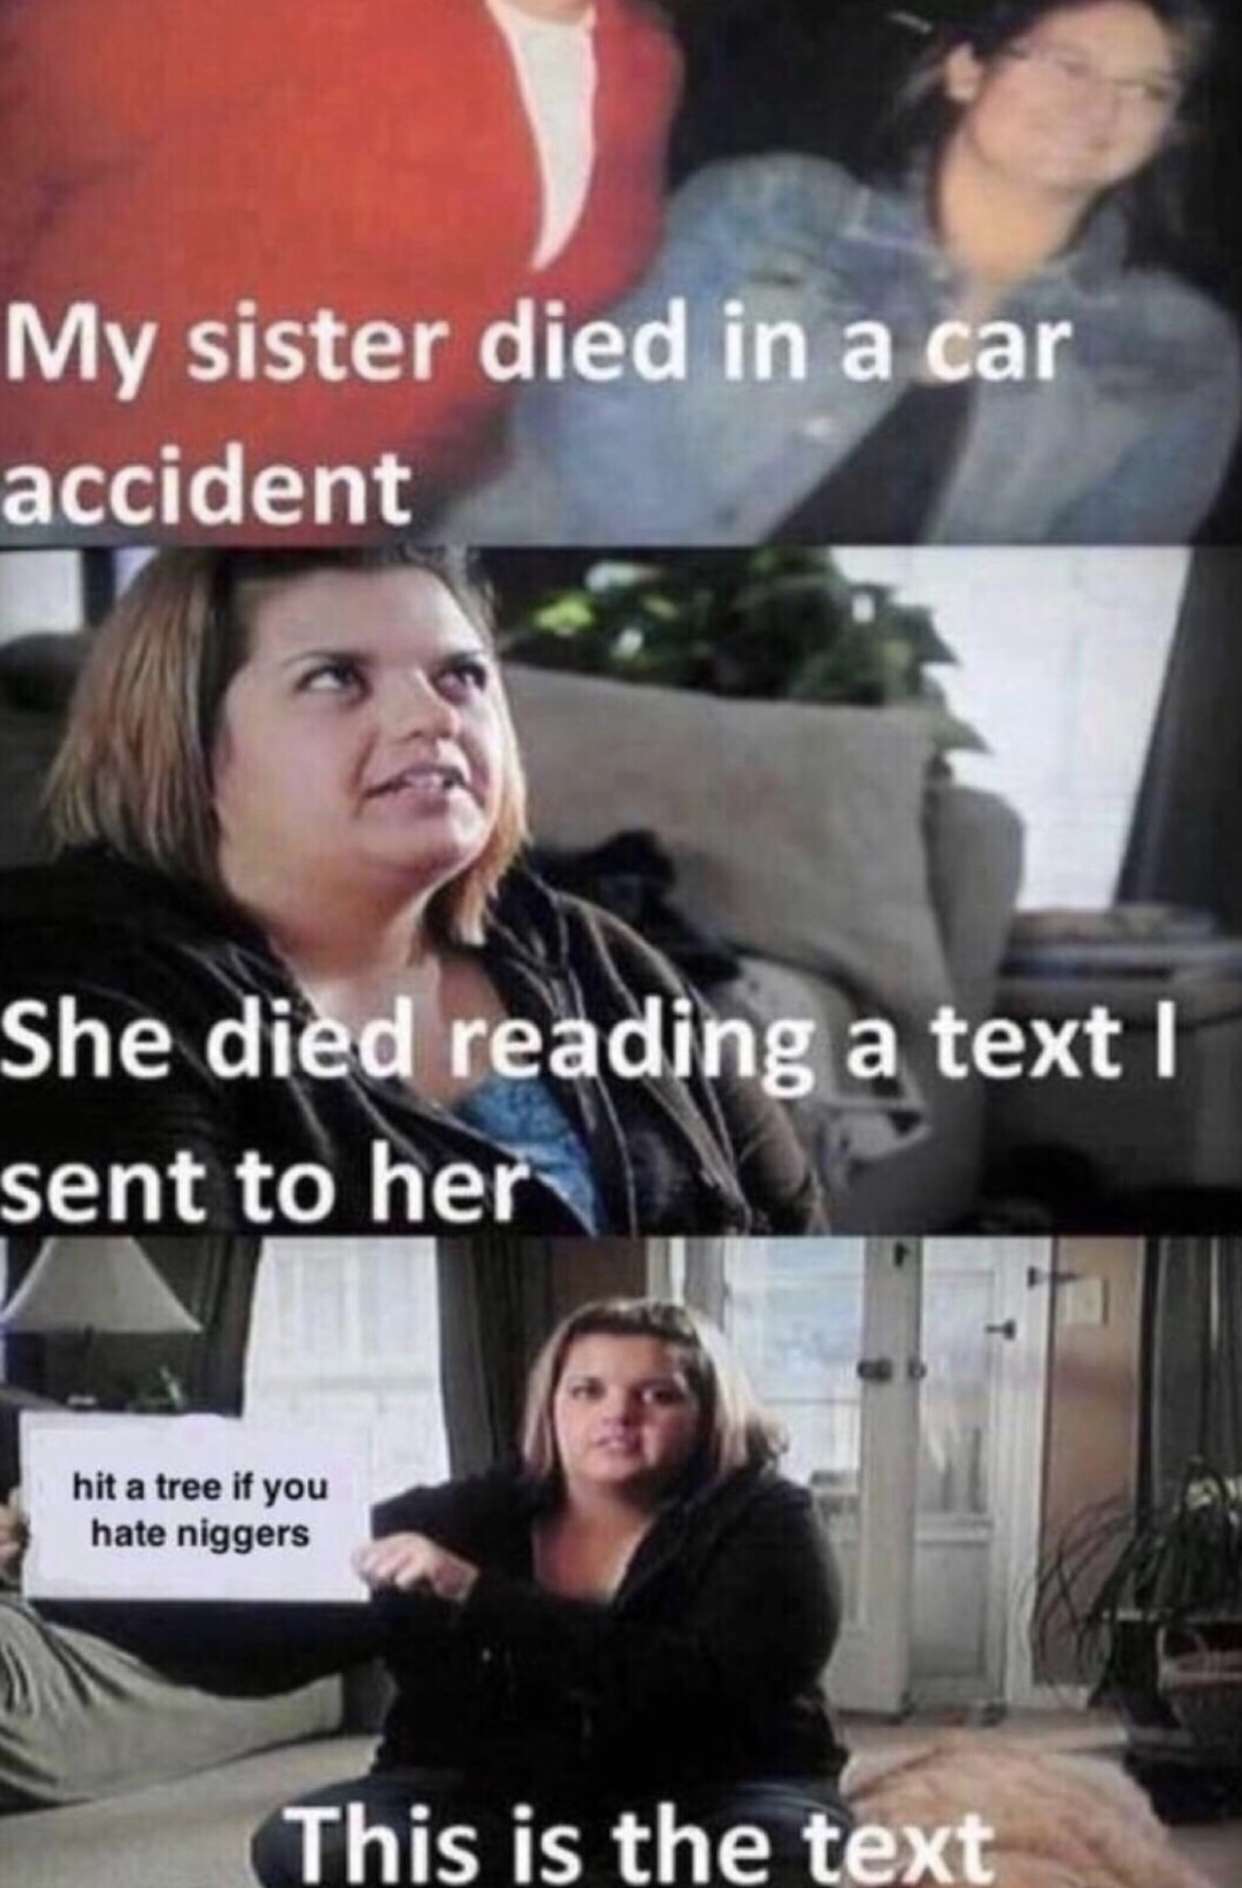 My sister died in a car
accident
She died reading a text I
sent to her
hit a tree if you
hate niggers
This is the text